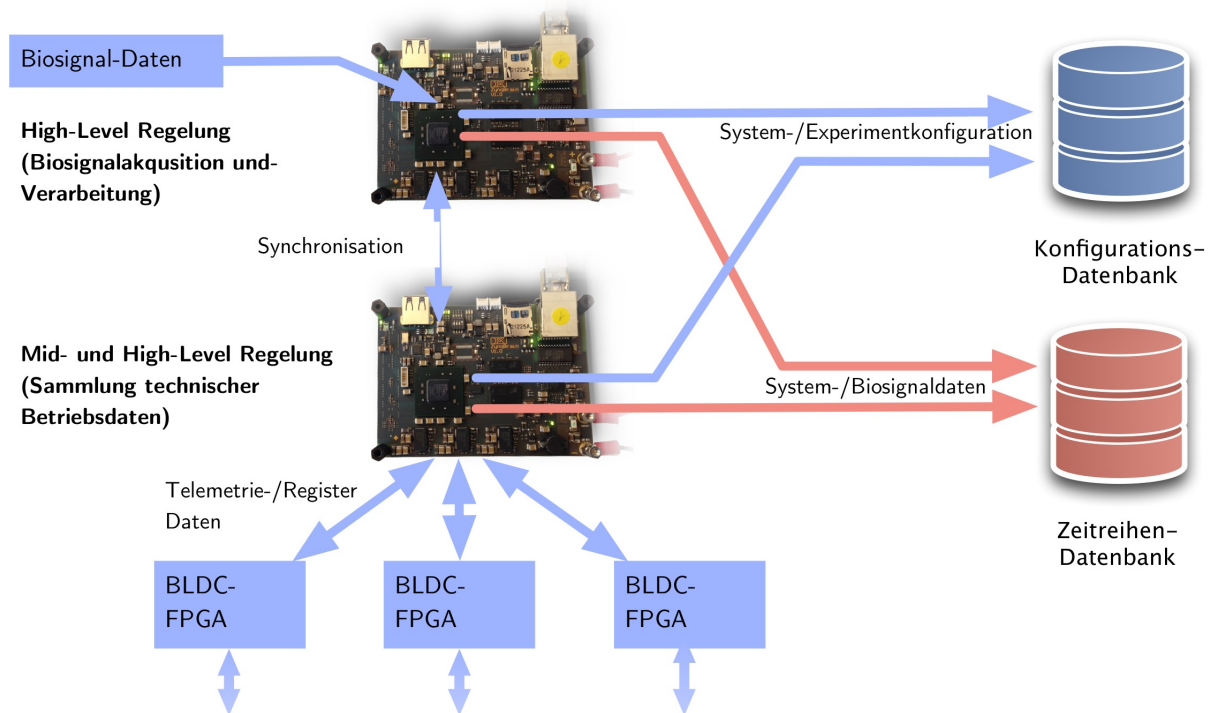 Biosignal-Daten
High-Level Regelung
(Biosignalakqusition und-
Verarbeitung)
System-/Experimentkonfiguration
Konfigurations-
Datenbank
Synchronisation
Mid- und High-Level Regelung
(Sammlung technischer
Betriebsdaten)
System-/Biosignaldaten
Zeitreihen-
Datenbank
Telemetrie-/Register
Daten
BLDC-
FPGA
BLDC-
FPGA
BLDC-
FPGA